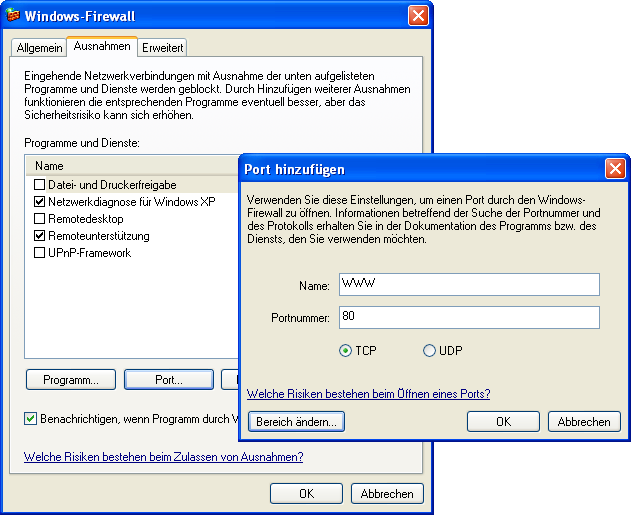 Windows-Firewall
Allgemein Ausnahmen Erweitert
Eingehende Netzwerkverbindungen mit Ausnahme der unten aufgelisteten
Programme und Dienste werden geblockt. Durch Hinzufügen weiterer Ausnahmen
funktionieren die entsprechenden Programme eventuell besser, aber das
Sicherheitsrisiko kann sich erhöhen.
Programme und Dienste:
Name
Datei- und Druckerfreigabe
Netzwerkdiagnose für Windows XP
Remotedesktop
Remoteunterstützung
UPnP-Framework
Programm... Port...
Benachrichtigen, wenn Programm durch
Welche Risiken bestehen beim Zulassen von Ausnahmen?
OK Abbrechen
Port hinzufügen
Verwenden Sie diese Einstellungen, um einen Port durch den Windows-
Firewall zu öffnen. Informationen betreffend der Suche der Portnummer und
des Protokolls erhalten Sie in der Dokumentation des Programms bzw. des
Diensts, den Sie verwenden möchten.
Name: WWW
Portnummer: 80
TCP UDP
Welche Risiken bestehen beim Öffnen eines Ports?
Bereich ändern... OK Abbrechen